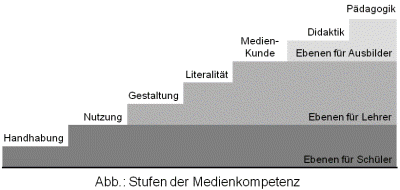 Pädagogik
Didaktik
Medien-
Kunde
Ebenen für Ausbilder
Literalität
Gestaltung
Nutzung
Ebenen für Lehrer
Handhabung
Ebenen für Schüler
Abb.: Stufen der Medienkompetenz